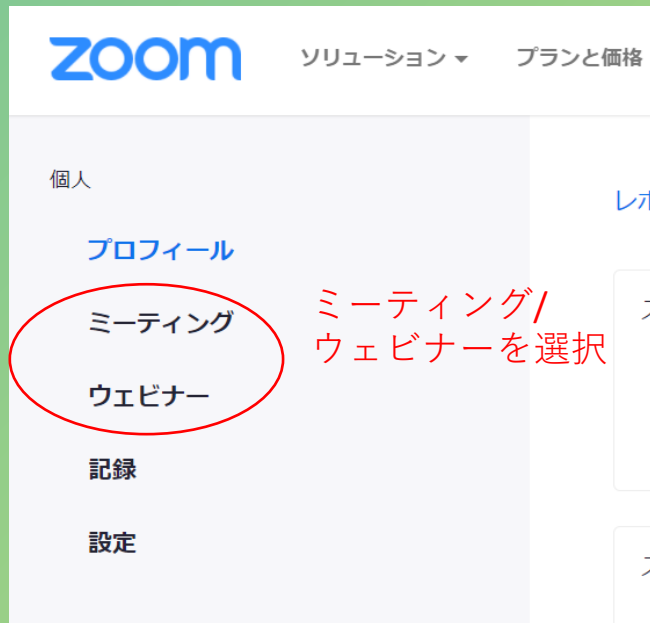 zoom ソリューション プランと価格
個人
プロフィール
ミーティング
ウェビナー
記録
設定
ミーティング/
ウェビナーを選択